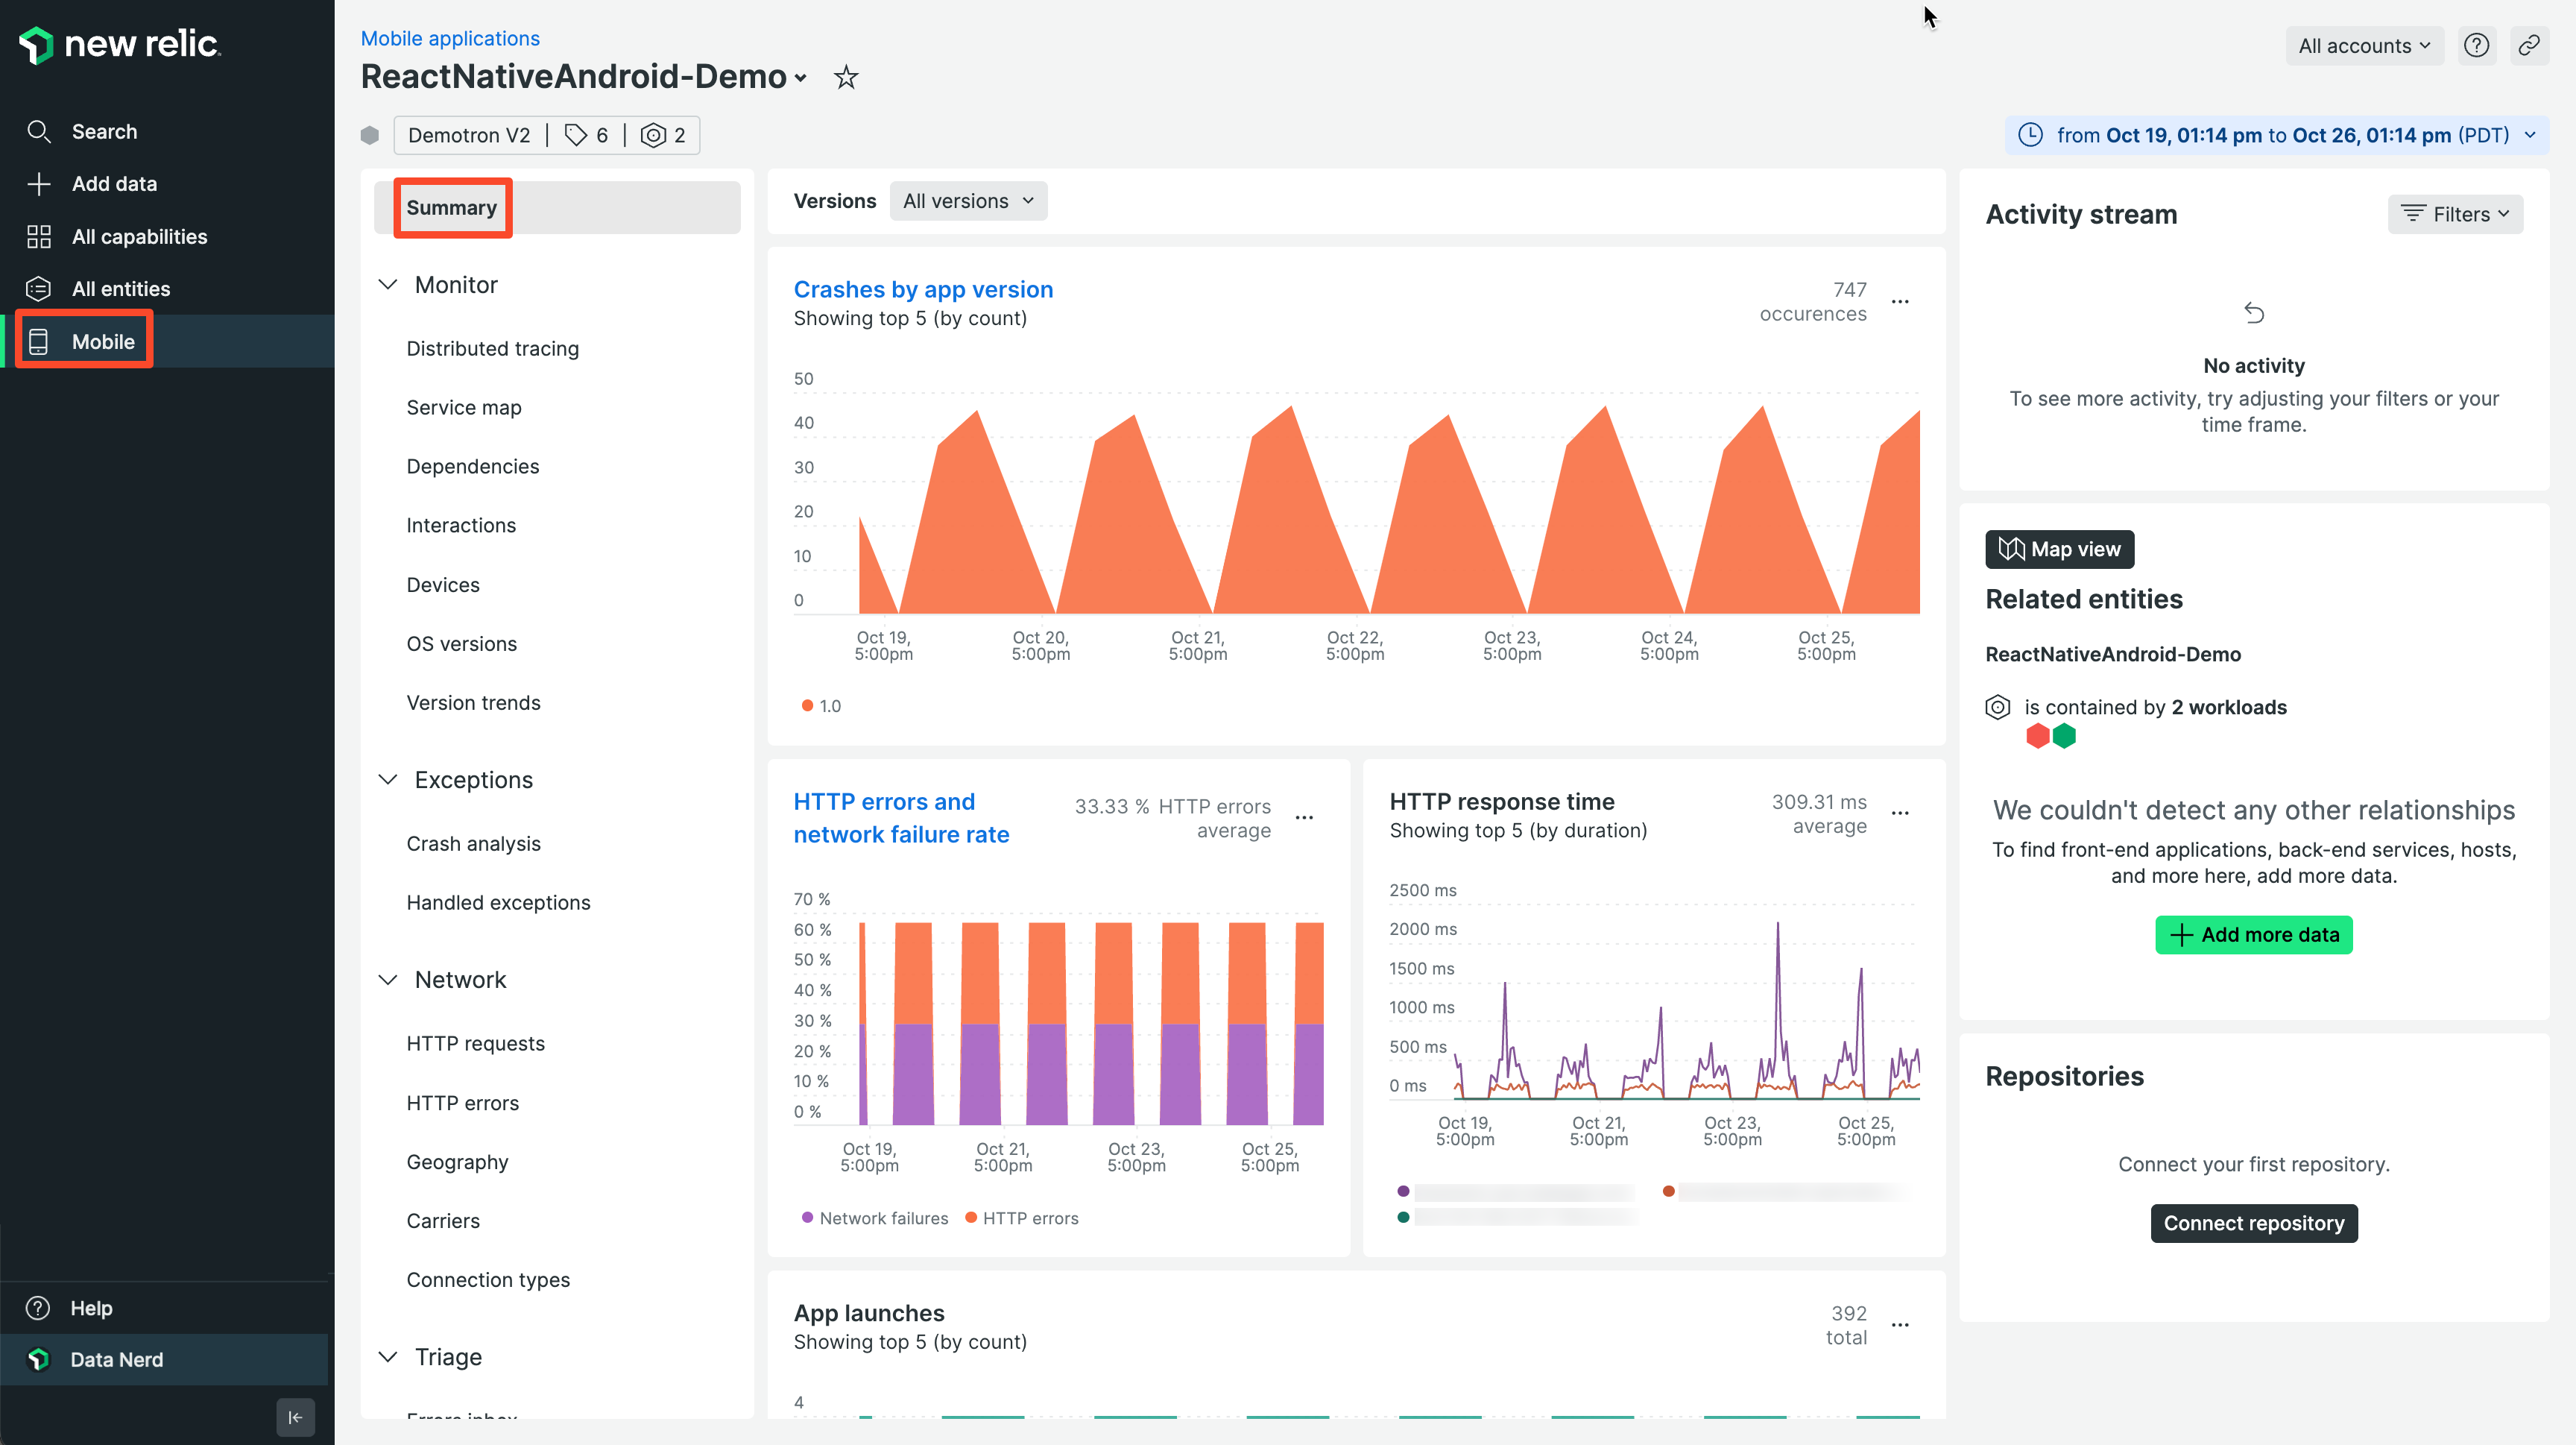 new relic.
Search
Add data
All capabilities
All entities
Mobile
Help
Data Nerd
Mobile applications
ReactNativeAndroid-Demo
Demotron V2 | 6 | 2
All accounts
from Oct 19, 01:14 pm to Oct 26, 01:14 pm (PDT)
Summary
Monitor
Distributed tracing
Service map
Dependencies
Interactions
Devices
OS versions
Version trends
Exceptions
Crash analysis
Handled exceptions
Network
HTTP requests
HTTP errors
Geography
Carriers
Connection types
Triage
Errors inbox
Versions All versions
Crashes by app version
Showing top 5 (by count)
747
occurences
50
40
30
20
10
0
Oct 19,
5:00pm
Oct 20,
5:00pm
Oct 21,
5:00pm
Oct 22,
5:00pm
Oct 23,
5:00pm
Oct 24,
5:00pm
Oct 25,
5:00pm
1.0
HTTP errors and
network failure rate
33.33 % HTTP errors
average
70 %
60 %
50 %
40 %
30 %
20 %
10 %
0 %
Oct 19,
5:00pm
Oct 21,
5:00pm
Oct 23,
5:00pm
Oct 25,
5:00pm
Network failures HTTP errors
HTTP response time
Showing top 5 (by duration)
309.31 ms
average
2500 ms
2000 ms
1500 ms
1000 ms
500 ms
0 ms
Oct 19,
5:00pm
Oct 21,
5:00pm
Oct 23,
5:00pm
Oct 25,
5:00pm
App launches
Showing top 5 (by count)
392
total
4
Activity stream
Filters
No activity
To see more activity, try adjusting your filters or your
time frame.
Map view
Related entities
ReactNativeAndroid-Demo
is contained by 2 workloads
We couldn't detect any other relationships
To find front-end applications, back-end services, hosts,
and more here, add more data.
Add more data
Repositories
Connect your first repository.
Connect repository